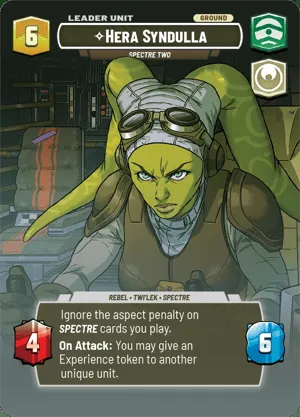 LEADER UNIT
GROUND
6
✧HERA SYNDULLA
SPECTRE TWO
REBEL • TWI'LEK • SPECTRE
Ignore the aspect penalty on
SPECTRE cards you play.
On Attack: You may give an
Experience token to another
unique unit.
4
6